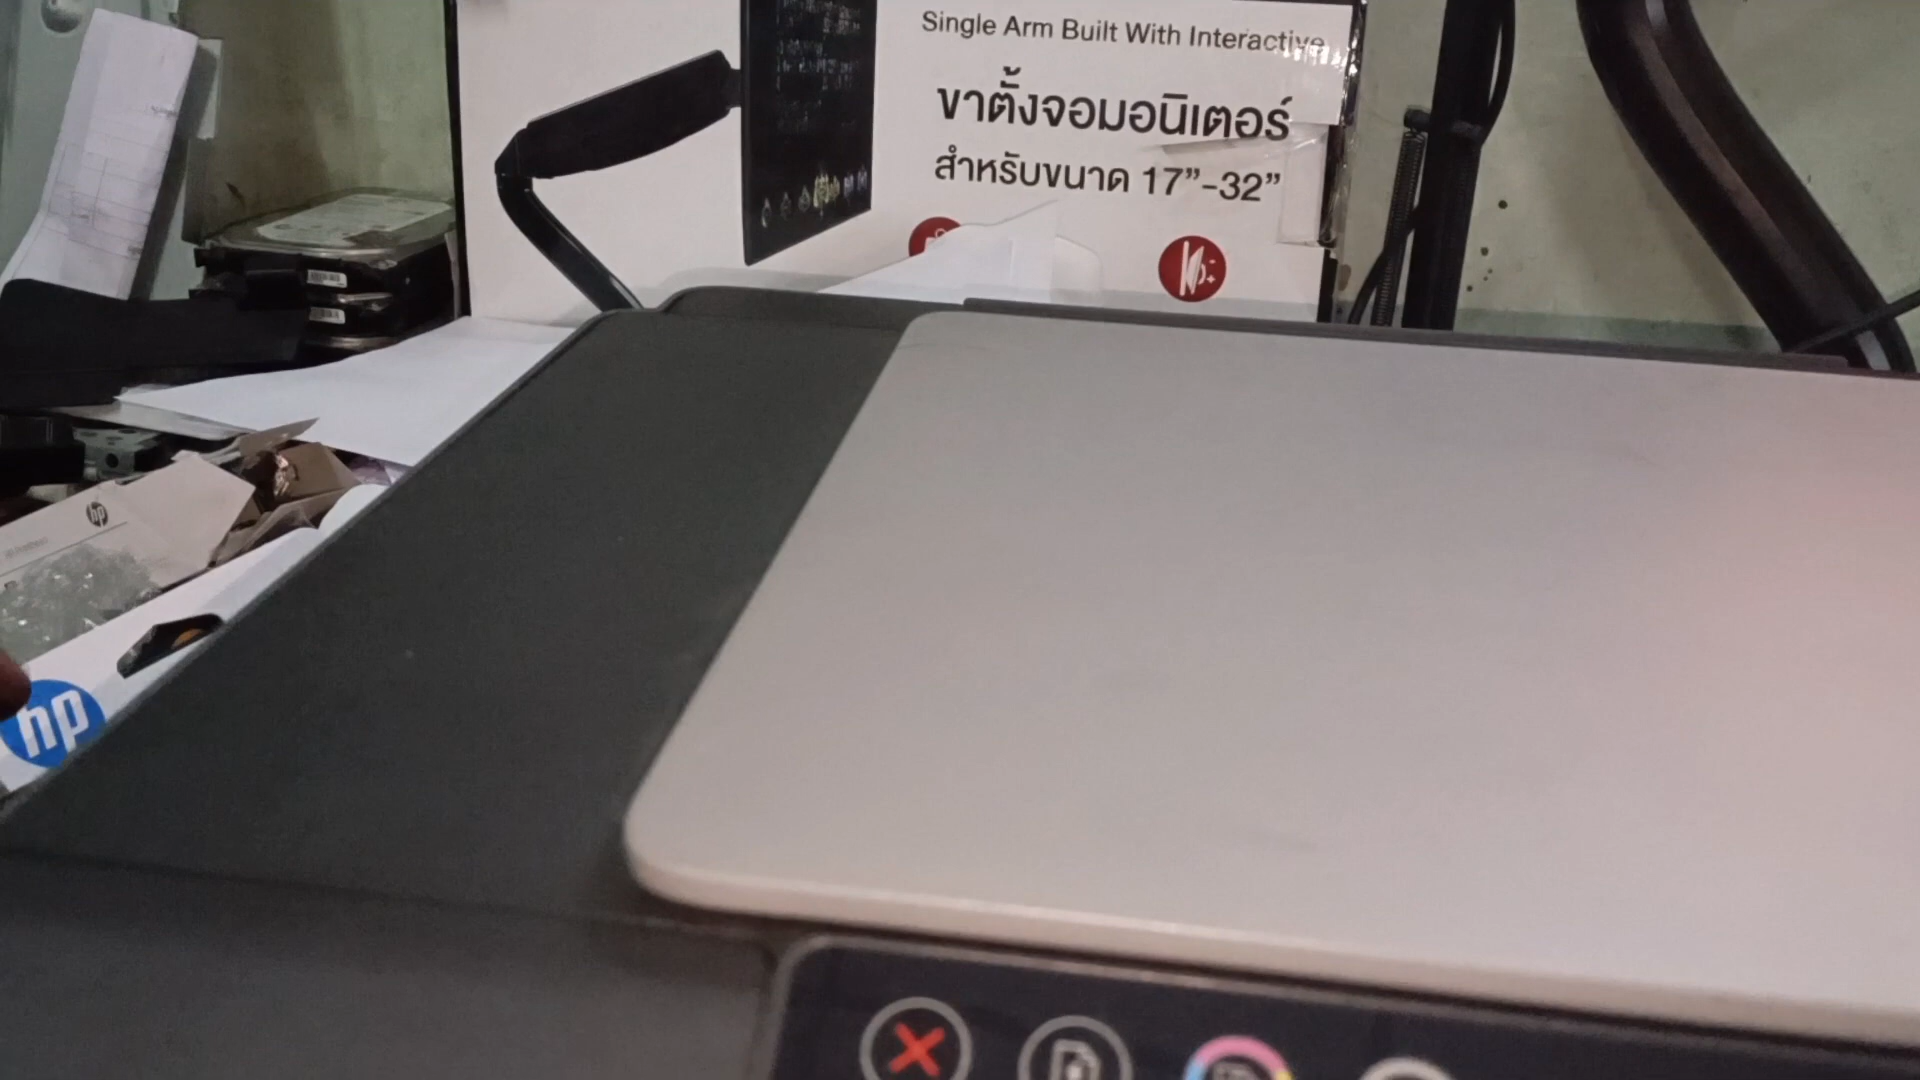 Single Arm Built With Interactive
ขาตั้งจอมอนิเตอร์
สำหรับขนาด 17”-32”
hp
hp